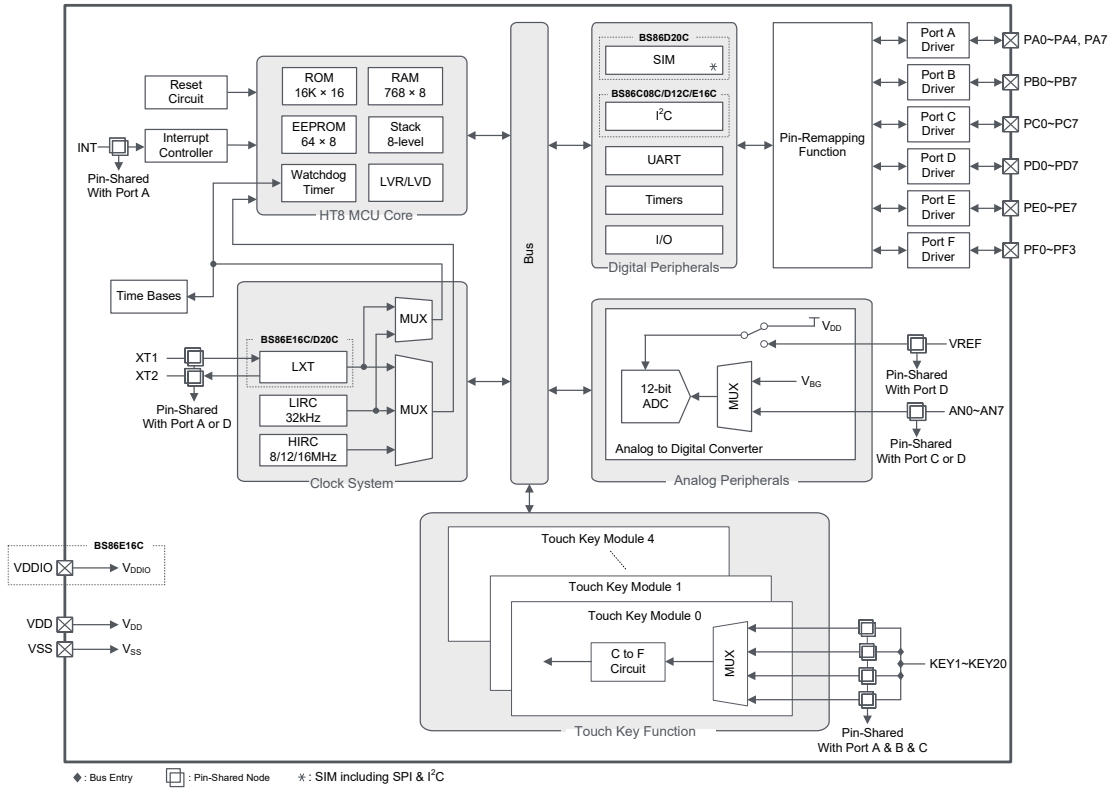 Reset
Circuit
INT
Interrupt
Controller
Pin-Shared
With Port A
ROM
16K × 16
RAM
768 × 8
EEPROM
64 × 8
Stack
8-level
Watchdog
Timer
LVR/LVD
HT8 MCU Core
Time Bases
XT1
XT2
Pin-Shared
With Port A or D
BS86E16C/D20C
LXT
LIRC
32kHz
HIRC
8/12/16MHz
MUX
MUX
Clock System
Bus
BS86D20C
SIM
*
BS86C08C/D12C/E16C
I²C
UART
Timers
I/O
Digital Peripherals
Pin-Remapping
Function
Port A
Driver
PA0~PA4, PA7
Port B
Driver
PB0~PB7
Port C
Driver
PC0~PC7
Port D
Driver
PD0~PD7
Port E
Driver
PE0~PE7
Port F
Driver
PF0~PF3
VDD
VREF
Pin-Shared
With Port D
12-bit
ADC
MUX
VBG
AN0~AN7
Pin-Shared
With Port C or D
Analog to Digital Converter
Analog Peripherals
BS86E16C
VDDIO
VDDIO
VDD
VDD
VSS
VSS
Touch Key Module 4
Touch Key Module 1
Touch Key Module 0
C to F
Circuit
MUX
KEY1~KEY20
Pin-Shared
With Port A & B & C
Touch Key Function
: Bus Entry
: Pin-Shared Node
* : SIM including SPI & I²C